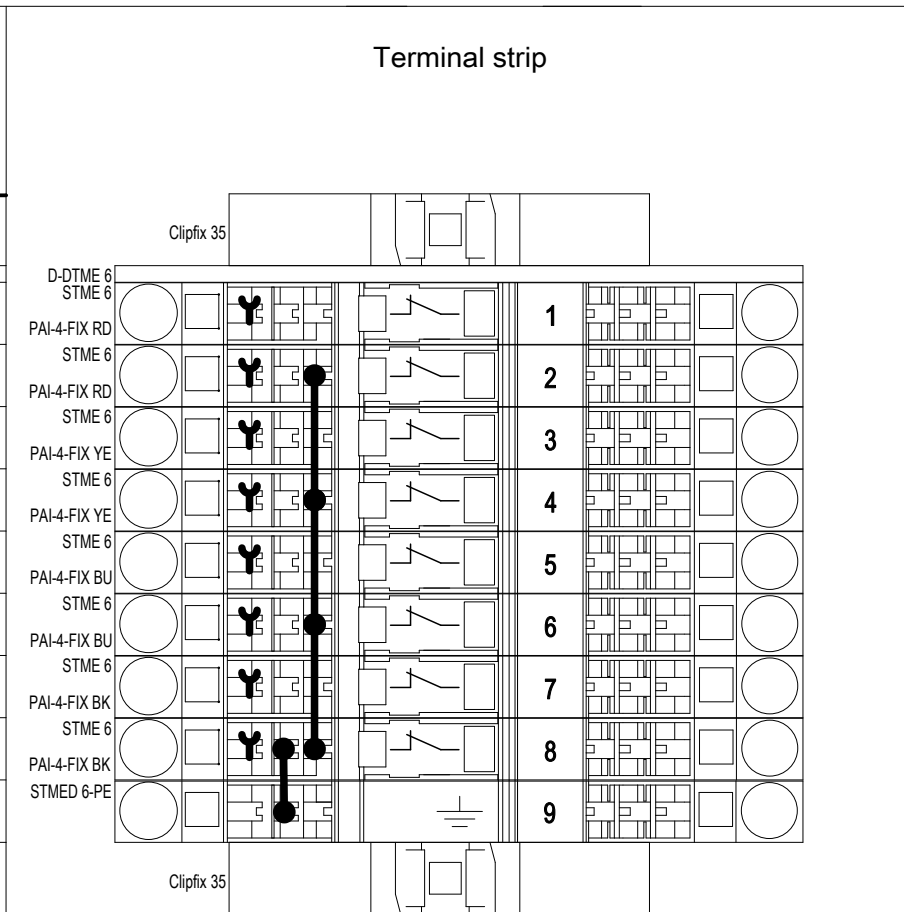 Terminal strip
Clipfix 35
D-DTME 6
STME 6
1
PAI-4-FIX RD
STME 6
2
PAI-4-FIX RD
STME 6
3
PAI-4-FIX YE
STME 6
4
PAI-4-FIX YE
STME 6
5
PAI-4-FIX BU
STME 6
6
PAI-4-FIX BU
STME 6
7
PAI-4-FIX BK
STME 6
8
PAI-4-FIX BK
STMED 6-PE
9
Clipfix 35